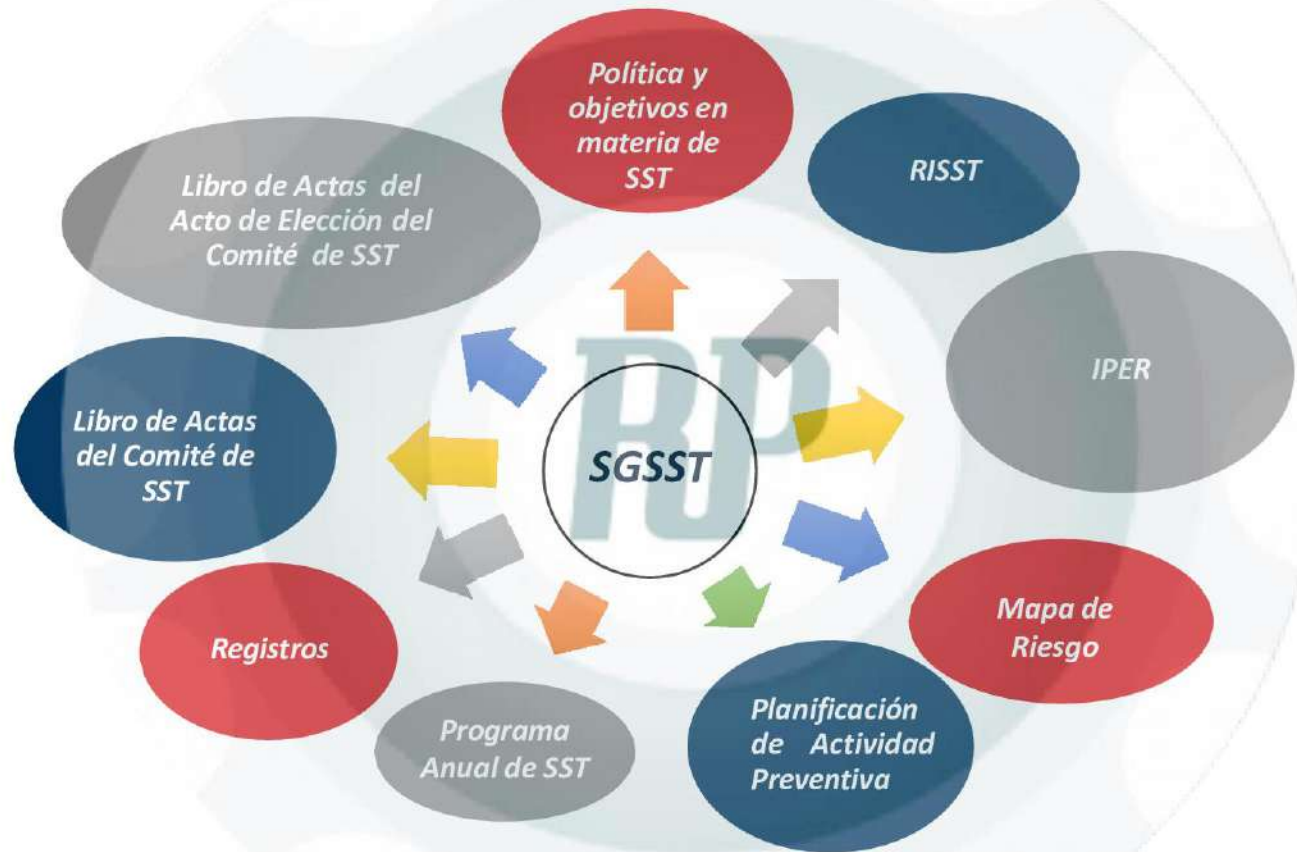 Política y
objetivos en
materia de
SST
RISST
Libro de Actas del
Acto de Elección del
Comité de SST
IPER
Libro de Actas
del Comité de
SST
RP
SGSST
Mapa de
Riesgo
Registros
Planificación
de Actividad
Preventiva
Programa
Anual de SST